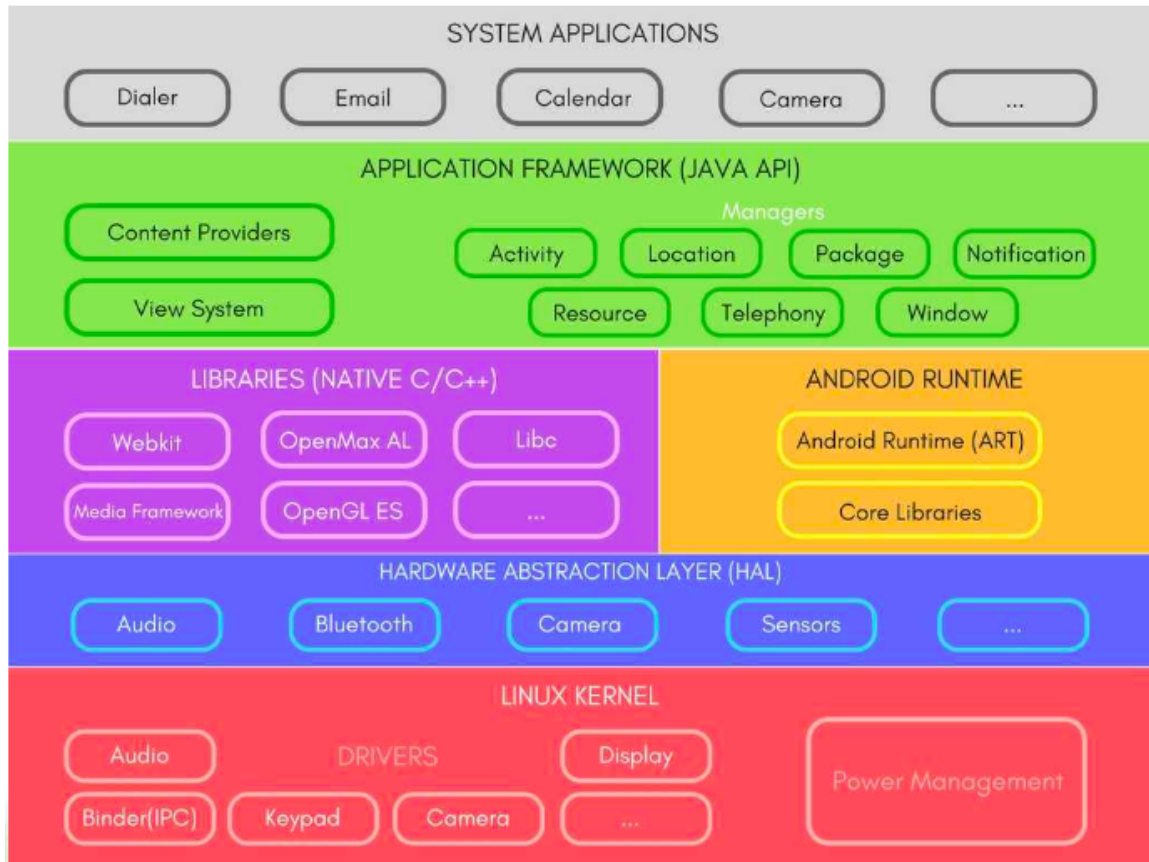 SYSTEM APPLICATIONS
Dialer Email Calendar Camera ...
APPLICATION FRAMEWORK (JAVA API)
Managers
Content Providers
Activity Location Package Notification
View System
Resource Telephony Window
LIBRARIES (NATIVE C/C++)
Webkit OpenMax AL Libc
Media Framework OpenGL ES ...
ANDROID RUNTIME
Android Runtime (ART)
Core Libraries
HARDWARE ABSTRACTION LAYER (HAL)
Audio Bluetooth Camera Sensors ...
LINUX KERNEL
Audio DRIVERS Display
Binder(IPC) Keypad Camera ...
Power Management